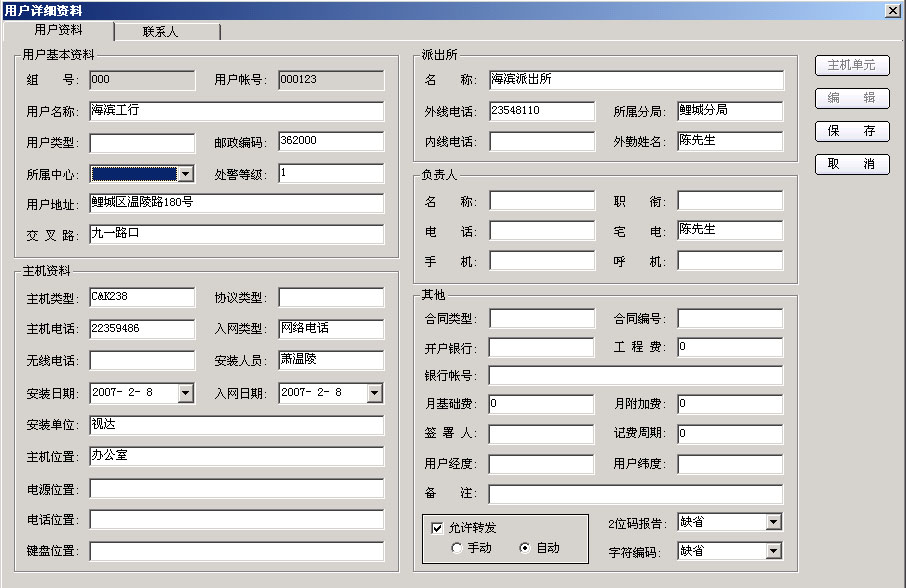 用户详细资料
用户资料 联系人
用户基本资料
组 号: 000 用户帐号: 000123
用户名称: 海滨工行
用户类型: 邮政编码: 362000
所属中心: 处警等级: 1
用户地址: 鲤城区温陵路180号
交 叉 路: 九一路口
主机资料
主机类型: C&K238 协议类型:
主机电话: 22359486 入网类型: 网络电话
无线电话: 安装人员: 萧温陵
安装日期: 2007- 2- 8 入网日期: 2007- 2- 8
安装单位: 视达
主机位置: 办公室
电源位置:
电话位置:
键盘位置:
派出所
名 称: 海滨派出所
外线电话: 23548110 所属分局: 鲤城分局
内线电话: 外勤姓名: 陈先生
负责人
名 称: 职 衔:
电 话: 宅 电: 陈先生
手 机: 呼 机:
其他
合同类型: 合同编号:
开户银行: 工 程 费: 0
银行帐号:
月基础费: 0 月附加费: 0
签 署 人: 记费周期: 0
用户经度: 用户纬度:
备 注:
允许转发 2位码报告: 缺省
手动 自动 字符编码: 缺省
主机单元
编 辑
保 存
取 消